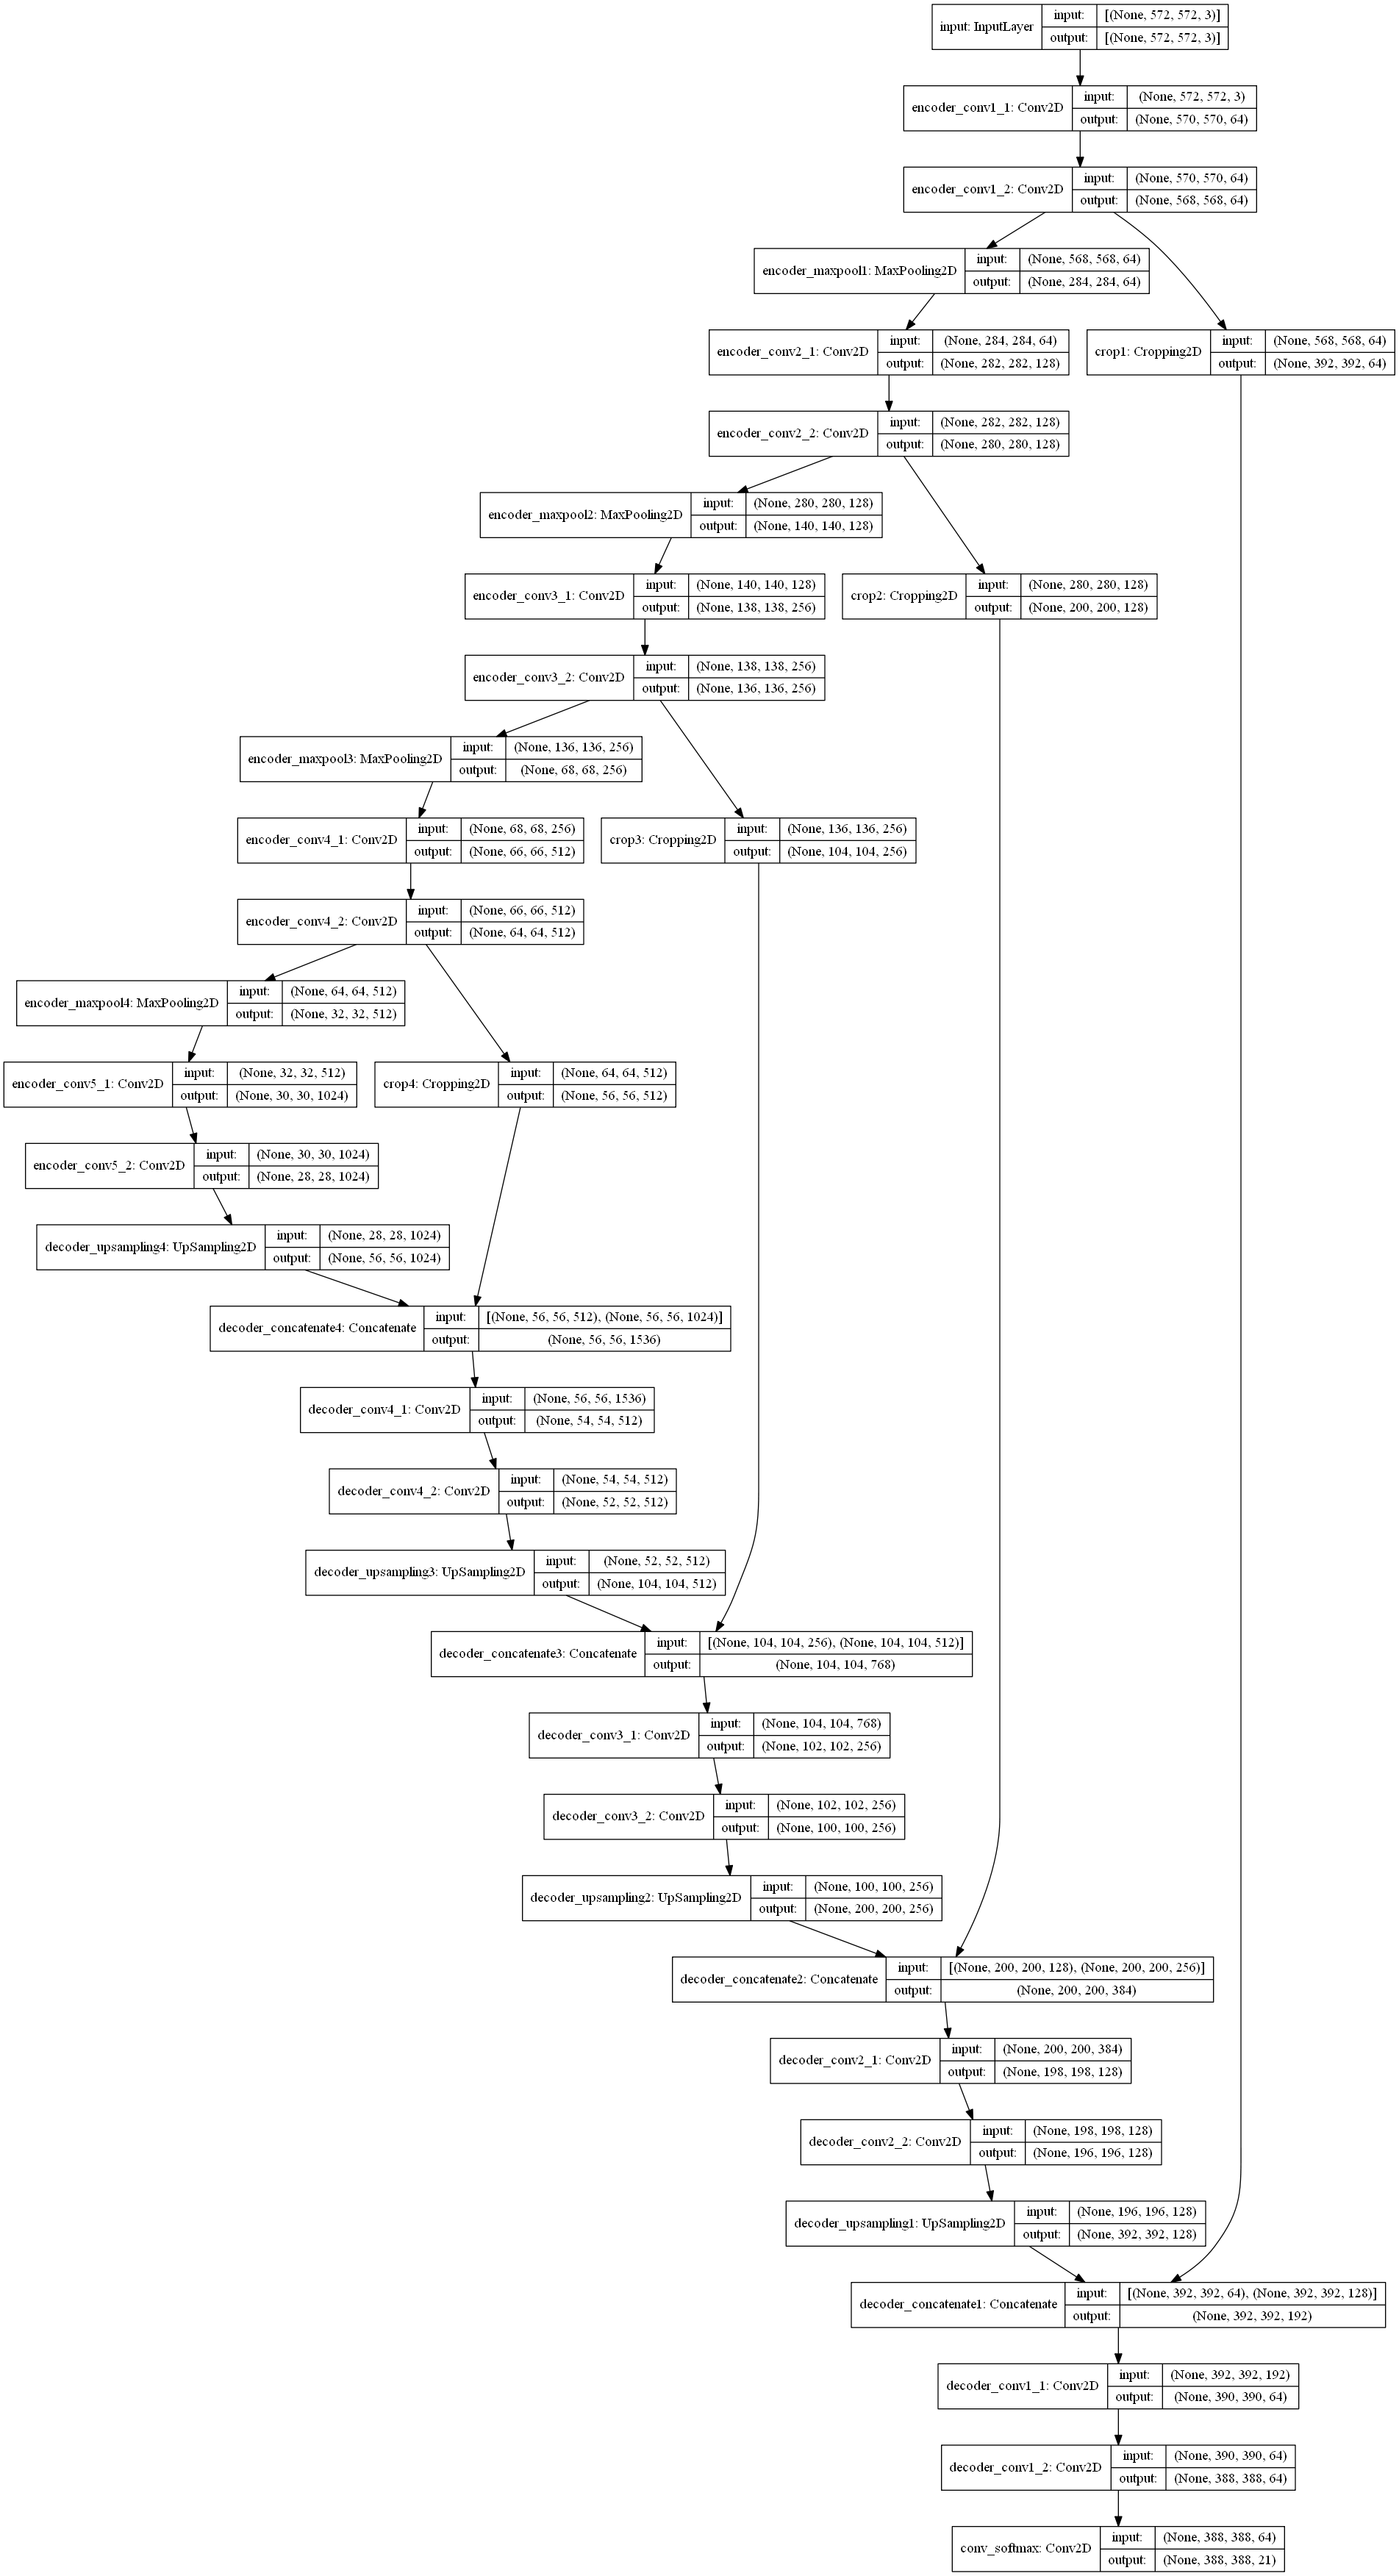 input: InputLayer
input: [(None, 572, 572, 3)]
output: [(None, 572, 572, 3)]
encoder_conv1_1: Conv2D
input: (None, 572, 572, 3)
output: (None, 570, 570, 64)
encoder_conv1_2: Conv2D
input: (None, 570, 570, 64)
output: (None, 568, 568, 64)
encoder_maxpool1: MaxPooling2D
input: (None, 568, 568, 64)
output: (None, 284, 284, 64)
encoder_conv2_1: Conv2D
input: (None, 284, 284, 64)
output: (None, 282, 282, 128)
crop1: Cropping2D
input: (None, 568, 568, 64)
output: (None, 392, 392, 64)
encoder_conv2_2: Conv2D
input: (None, 282, 282, 128)
output: (None, 280, 280, 128)
encoder_maxpool2: MaxPooling2D
input: (None, 280, 280, 128)
output: (None, 140, 140, 128)
encoder_conv3_1: Conv2D
input: (None, 140, 140, 128)
output: (None, 138, 138, 256)
crop2: Cropping2D
input: (None, 280, 280, 128)
output: (None, 200, 200, 128)
encoder_conv3_2: Conv2D
input: (None, 138, 138, 256)
output: (None, 136, 136, 256)
encoder_maxpool3: MaxPooling2D
input: (None, 136, 136, 256)
output: (None, 68, 68, 256)
encoder_conv4_1: Conv2D
input: (None, 68, 68, 256)
output: (None, 66, 66, 512)
crop3: Cropping2D
input: (None, 136, 136, 256)
output: (None, 104, 104, 256)
encoder_conv4_2: Conv2D
input: (None, 66, 66, 512)
output: (None, 64, 64, 512)
encoder_maxpool4: MaxPooling2D
input: (None, 64, 64, 512)
output: (None, 32, 32, 512)
encoder_conv5_1: Conv2D
input: (None, 32, 32, 512)
output: (None, 30, 30, 1024)
crop4: Cropping2D
input: (None, 64, 64, 512)
output: (None, 56, 56, 512)
encoder_conv5_2: Conv2D
input: (None, 30, 30, 1024)
output: (None, 28, 28, 1024)
decoder_upsampling4: UpSampling2D
input: (None, 28, 28, 1024)
output: (None, 56, 56, 1024)
decoder_concatenate4: Concatenate
input: [(None, 56, 56, 512), (None, 56, 56, 1024)]
output: (None, 56, 56, 1536)
decoder_conv4_1: Conv2D
input: (None, 56, 56, 1536)
output: (None, 54, 54, 512)
decoder_conv4_2: Conv2D
input: (None, 54, 54, 512)
output: (None, 52, 52, 512)
decoder_upsampling3: UpSampling2D
input: (None, 52, 52, 512)
output: (None, 104, 104, 512)
decoder_concatenate3: Concatenate
input: [(None, 104, 104, 256), (None, 104, 104, 512)]
output: (None, 104, 104, 768)
decoder_conv3_1: Conv2D
input: (None, 104, 104, 768)
output: (None, 102, 102, 256)
decoder_conv3_2: Conv2D
input: (None, 102, 102, 256)
output: (None, 100, 100, 256)
decoder_upsampling2: UpSampling2D
input: (None, 100, 100, 256)
output: (None, 200, 200, 256)
decoder_concatenate2: Concatenate
input: [(None, 200, 200, 128), (None, 200, 200, 256)]
output: (None, 200, 200, 384)
decoder_conv2_1: Conv2D
input: (None, 200, 200, 384)
output: (None, 198, 198, 128)
decoder_conv2_2: Conv2D
input: (None, 198, 198, 128)
output: (None, 196, 196, 128)
decoder_upsampling1: UpSampling2D
input: (None, 196, 196, 128)
output: (None, 392, 392, 128)
decoder_concatenate1: Concatenate
input: [(None, 392, 392, 64), (None, 392, 392, 128)]
output: (None, 392, 392, 192)
decoder_conv1_1: Conv2D
input: (None, 392, 392, 192)
output: (None, 390, 390, 64)
decoder_conv1_2: Conv2D
input: (None, 390, 390, 64)
output: (None, 388, 388, 64)
conv_softmax: Conv2D
input: (None, 388, 388, 64)
output: (None, 388, 388, 21)